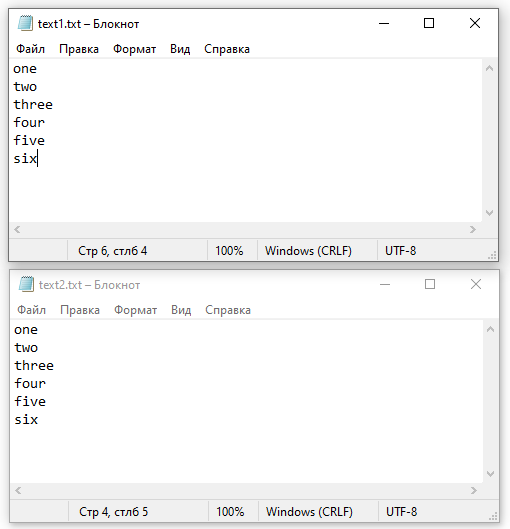 text1.txt – Блокнот
Файл Правка Формат Вид Справка
one
two
three
four
five
six
Стр 6, стлб 4 100% Windows (CRLF) UTF-8
text2.txt – Блокнот
Файл Правка Формат Вид Справка
one
two
three
four
five
six
Стр 4, стлб 5 100% Windows (CRLF) UTF-8